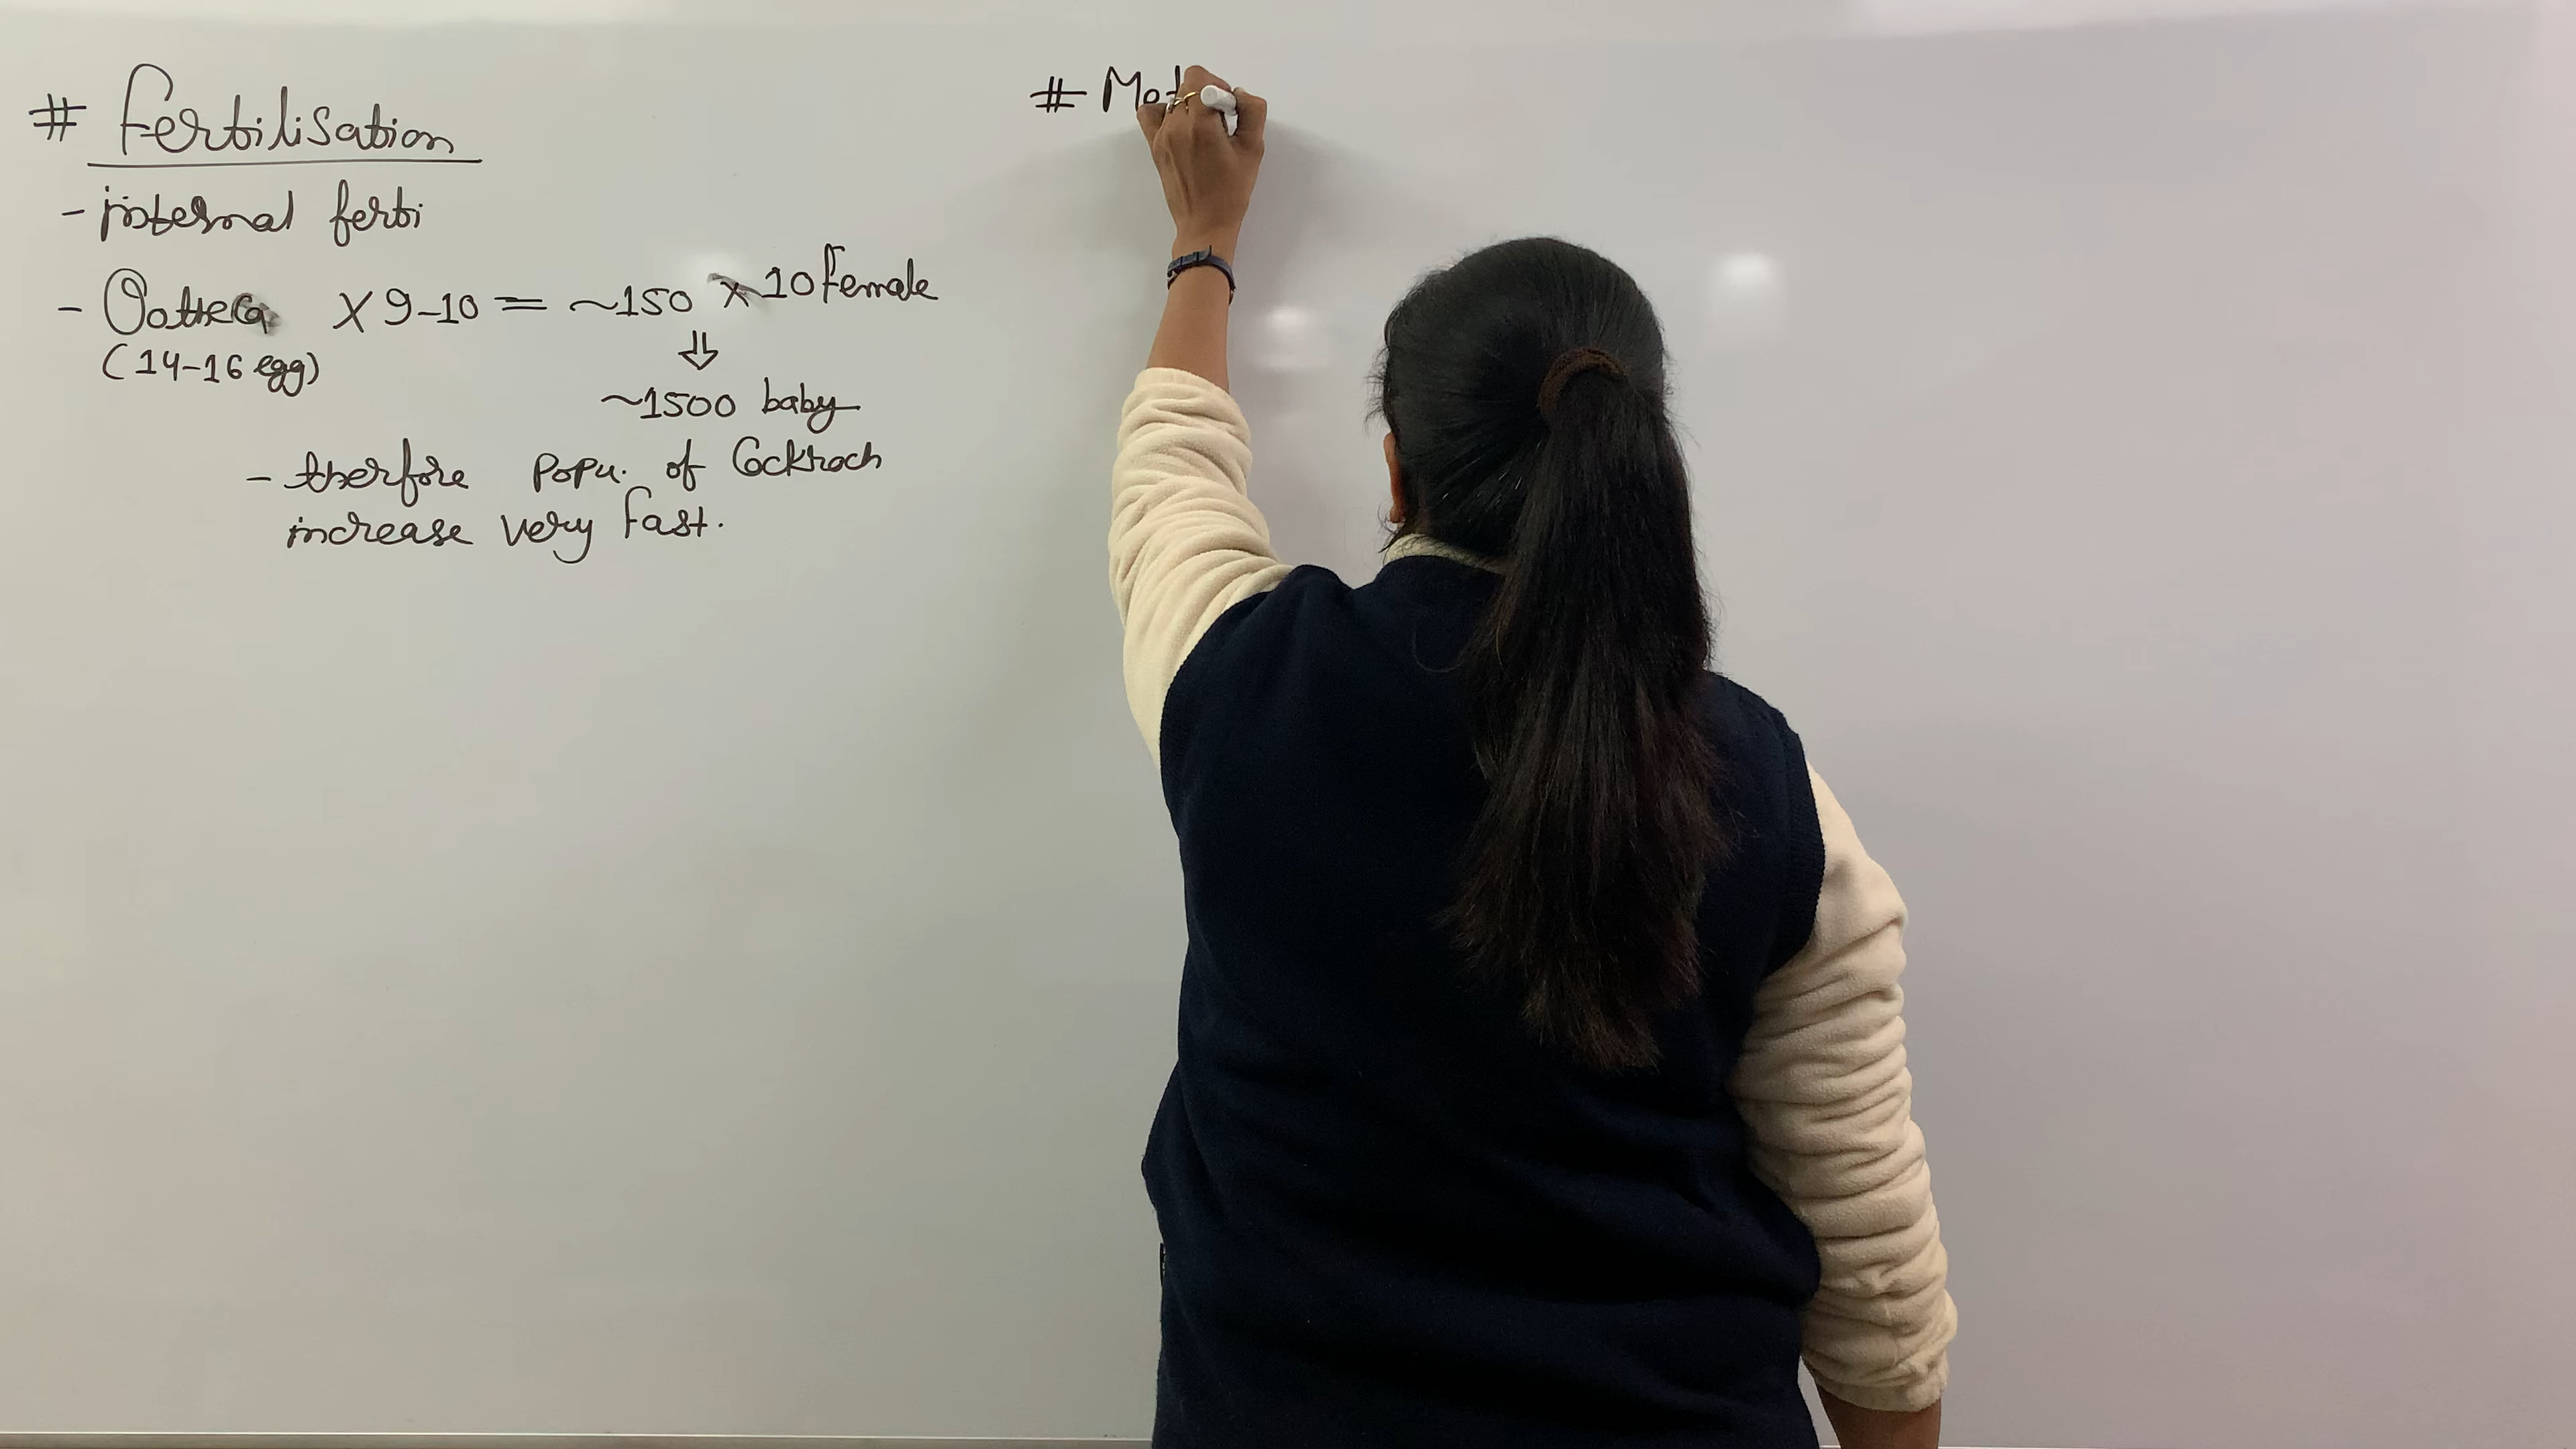 # Fertilisation
- internal ferti
- Ootheca X 9-10 = ~150 x 10 Female
(14-16 egg)
⇓
~1500 baby
- therfore popu. of Cockroch
increase very fast.
#